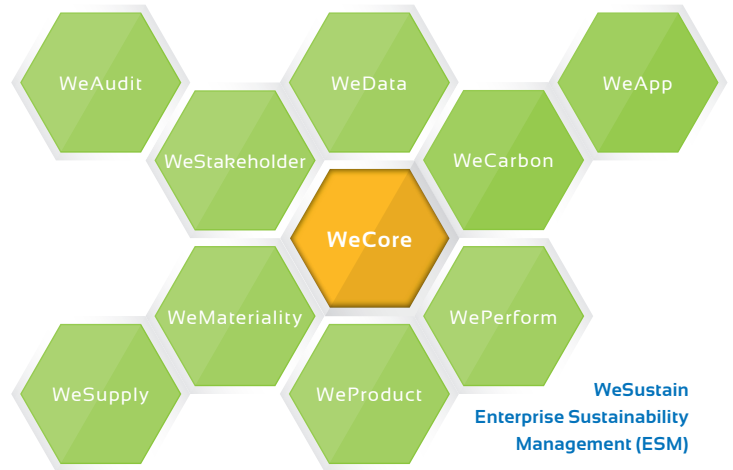 WeAudit
WeData
WeApp
WeStakeholder
WeCarbon
WeCore
WeMateriality
WePerform
WeSupply
WeProduct
WeSustain
Enterprise Sustainability
Management (ESM)